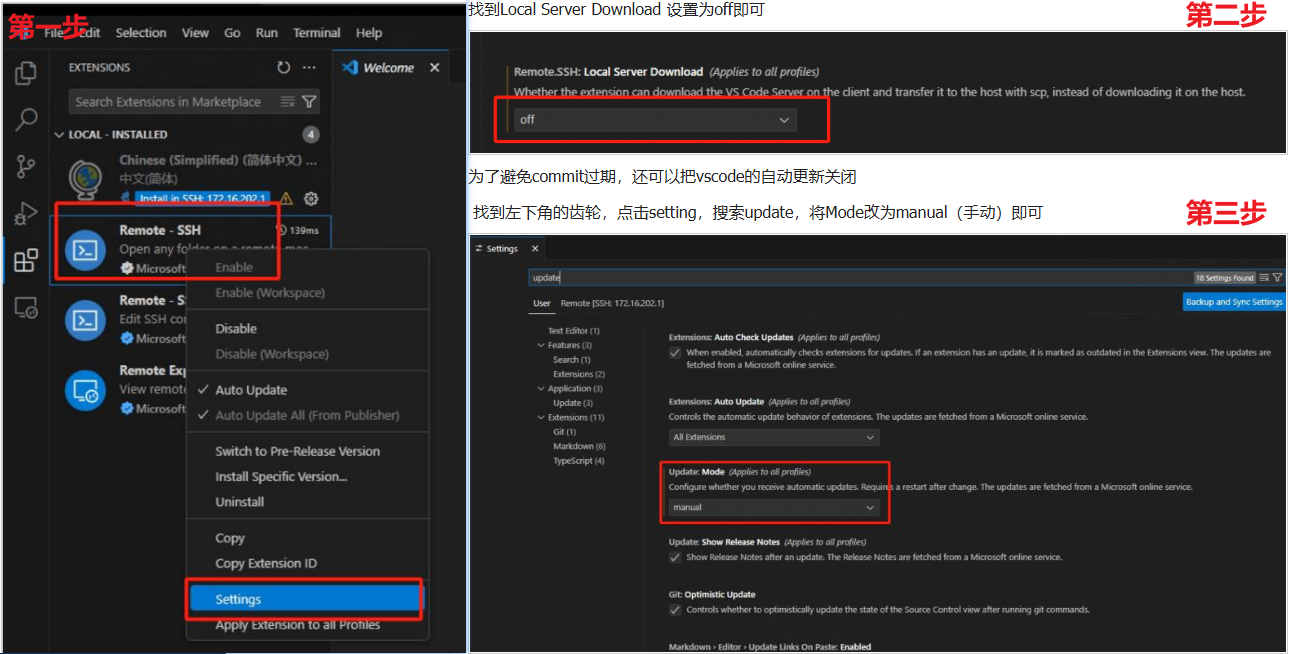 第一步
File Edit Selection View Go Run Terminal Help
EXTENSIONS
Welcome
Search Extensions in Marketplace
LOCAL - INSTALLED 4
Chinese (Simplified) (简体中文) ...
中文(简体)
Install in SSH: 172.16.202.1
Remote - SSH 139ms
Open any folder on a remote mac...
Microsoft
Enable
Enable (Workspace)
Remote - S
Edit SSH co
Microsoft
Disable
Disable (Workspace)
Remote Exp
View remote
Microsoft
Auto Update
Auto Update All (From Publisher)
Switch to Pre-Release Version
Install Specific Version...
Uninstall
Copy
Copy Extension ID
Settings
Apply Extension to all Profiles
找到Local Server Download 设置为off即可
第二步
Remote.SSH: Local Server Download (Applies to all profiles)
Whether the extension can download the VS Code Server on the client and transfer it to the host with scp, instead of downloading it on the host.
off
为了避免commit过期，还可以把vscode的自动更新关闭
找到左下角的齿轮，点击setting，搜索update，将Mode改为manual（手动）即可
第三步
Settings
update
18 Settings Found
User Remote [SSH: 172.16.202.1]
Backup and Sync Settings
Text Editor (1)
Features (3)
Search (1)
Extensions (2)
Application (3)
Update (3)
Extensions (11)
Git (1)
Markdown (6)
TypeScript (4)
Extensions: Auto Check Updates (Applies to all profiles)
When enabled, automatically checks extensions for updates. If an extension has an update, it is marked as outdated in the Extensions view. The updates are
fetched from a Microsoft online service.
Extensions: Auto Update (Applies to all profiles)
Controls the automatic update behavior of extensions. The updates are fetched from a Microsoft online service.
All Extensions
Update: Mode (Applies to all profiles)
Configure whether you receive automatic updates. Requires a restart after change. The updates are fetched from a Microsoft online service.
manual
Update: Show Release Notes (Applies to all profiles)
Show Release Notes after an update. The Release Notes are fetched from a Microsoft online service.
Git: Optimistic Update
Controls whether to optimistically update the state of the Source Control view after running git commands.
Markdown › Editor › Update Links On Paste: Enabled